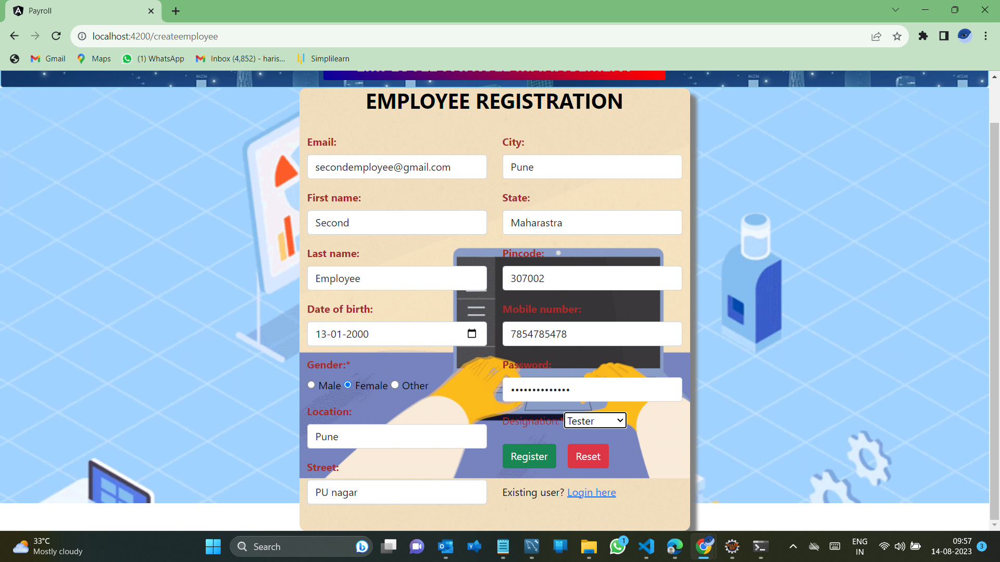 Payroll
localhost:4200/createemployee
Gmail
Maps
(1) WhatsApp
Inbox (4,852) - haris...
Simplilearn
EMPLOYEE REGISTRATION
Email:
secondemployee@gmail.com
City:
Pune
First name:
Second
State:
Maharastra
Last name:
Employee
Pincode:
307002
Date of birth:
13-01-2000
Mobile number:
7854785478
Gender:*
Male Female Other
Password:
••••••••••••••
Location:
Pune
Designation:* Tester
Register
Reset
Street:
PU nagar
Existing user? Login here
33°C
Mostly cloudy
Search
1
ENG
IN
09:57
14-08-2023
3